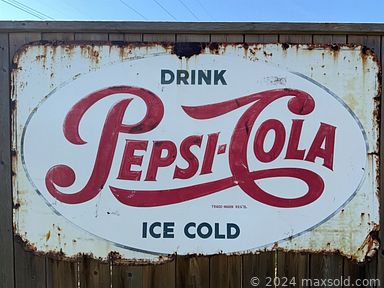 DRINK
PEPSI-COLA
TRADE-MARK REG'D.
ICE COLD
© 2024 maxsold.com